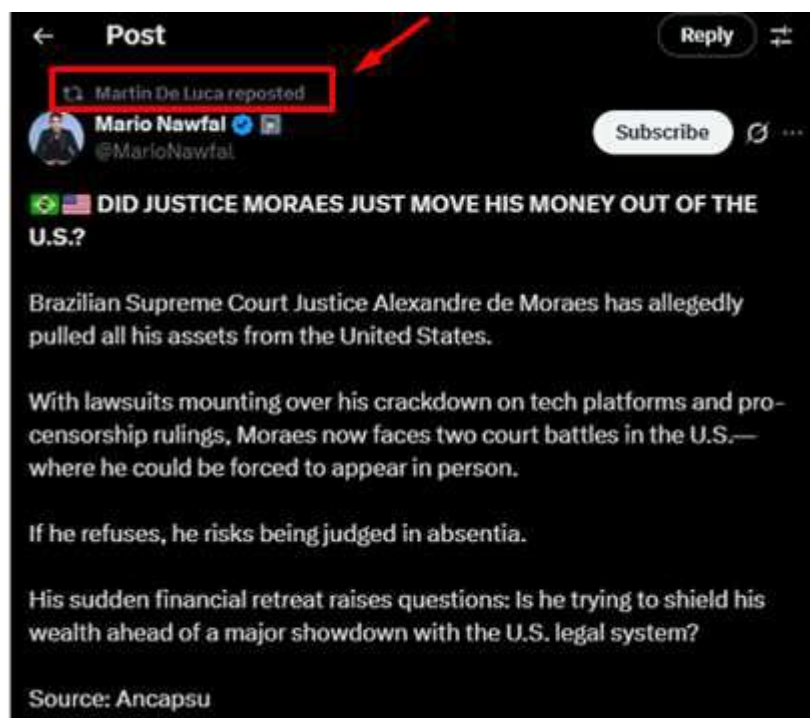 Post
Reply
Martin De Luca reposted
Mario Nawfal
@MarioNawfal
Subscribe
DID JUSTICE MORAES JUST MOVE HIS MONEY OUT OF THE
U.S.?
Brazilian Supreme Court Justice Alexandre de Moraes has allegedly
pulled all his assets from the United States.
With lawsuits mounting over his crackdown on tech platforms and pro-
censorship rulings, Moraes now faces two court battles in the U.S.—
where he could be forced to appear in person.
If he refuses, he risks being judged in absentia.
His sudden financial retreat raises questions: Is he trying to shield his
wealth ahead of a major showdown with the U.S. legal system?
Source: Ancapsu